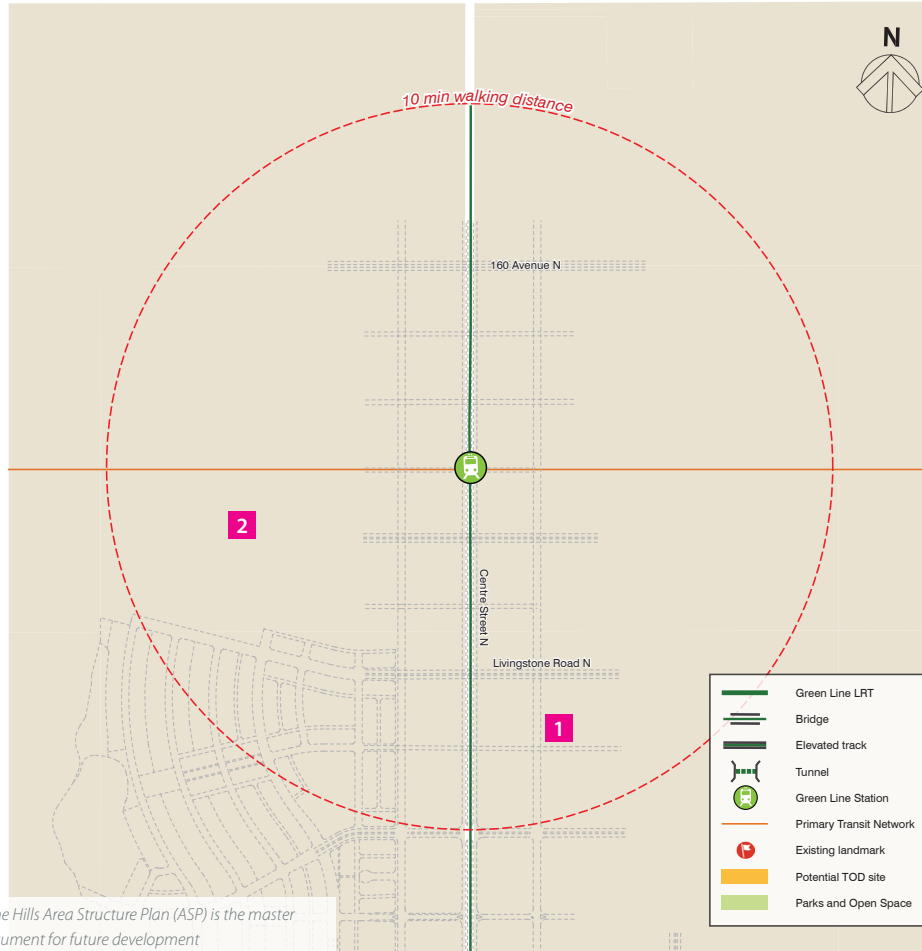 N
10 min walking distance
160 Avenue N
2
Centre Street N
Livingstone Road N
1
Green Line LRT
Bridge
Elevated track
Tunnel
Green Line Station
Primary Transit Network
Existing landmark
Potential TOD site
Parks and Open Space
Hills Area Structure Plan (ASP) is the master
for future development